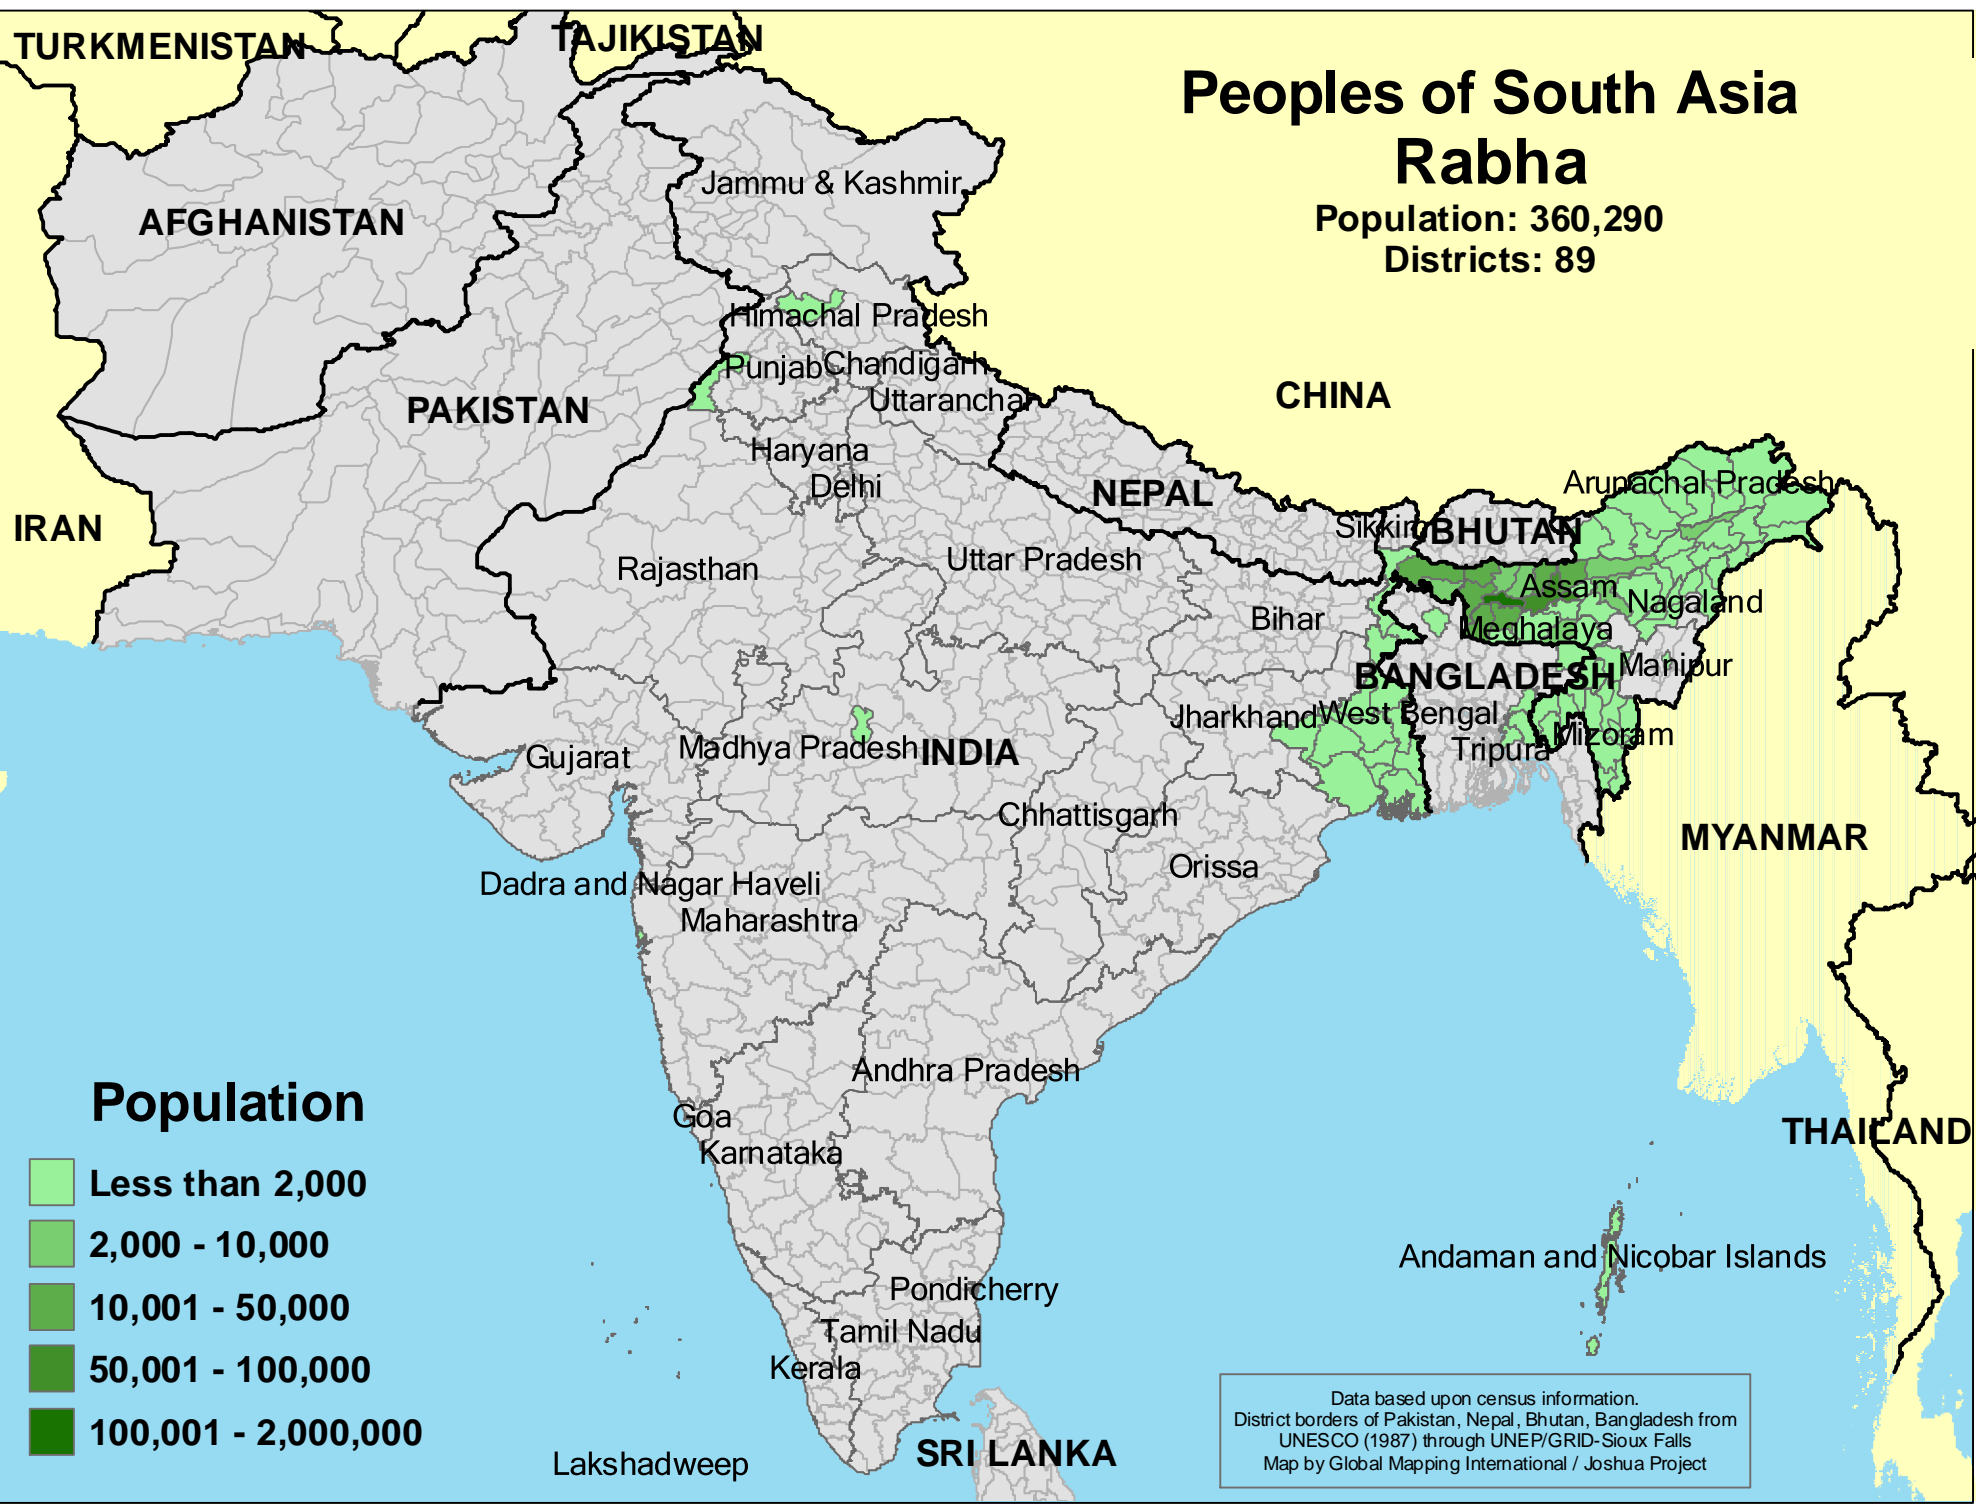 TURKMENISTAN
TAJIKISTAN
Peoples of South Asia
Rabha
Population: 360,290
Districts: 89
Jammu & Kashmir
AFGHANISTAN
Himachal Pradesh
Punjab
Chandigarh
Uttaranchal
CHINA
PAKISTAN
Haryana
Delhi
NEPAL
Arunachal Pradesh
IRAN
Sikkim
BHUTAN
Rajasthan
Uttar Pradesh
Assam
Nagaland
Bihar
Meghalaya
Manipur
BANGLADESH
Jharkhand
West Bengal
Tripura
Mizoram
Gujarat
Madhya Pradesh
INDIA
Chhattisgarh
MYANMAR
Orissa
Dadra and Nagar Haveli
Maharashtra
Andhra Pradesh
Goa
Karnataka
THAILAND
Andaman and Nicobar Islands
Pondicherry
Tamil Nadu
Kerala
Lakshadweep
SRI LANKA
Population
Less than 2,000
2,000 - 10,000
10,001 - 50,000
50,001 - 100,000
100,001 - 2,000,000
Data based upon census information.
District borders of Pakistan, Nepal, Bhutan, Bangladesh from
UNESCO (1987) through UNEP/GRID-Sioux Falls
Map by Global Mapping International / Joshua Project